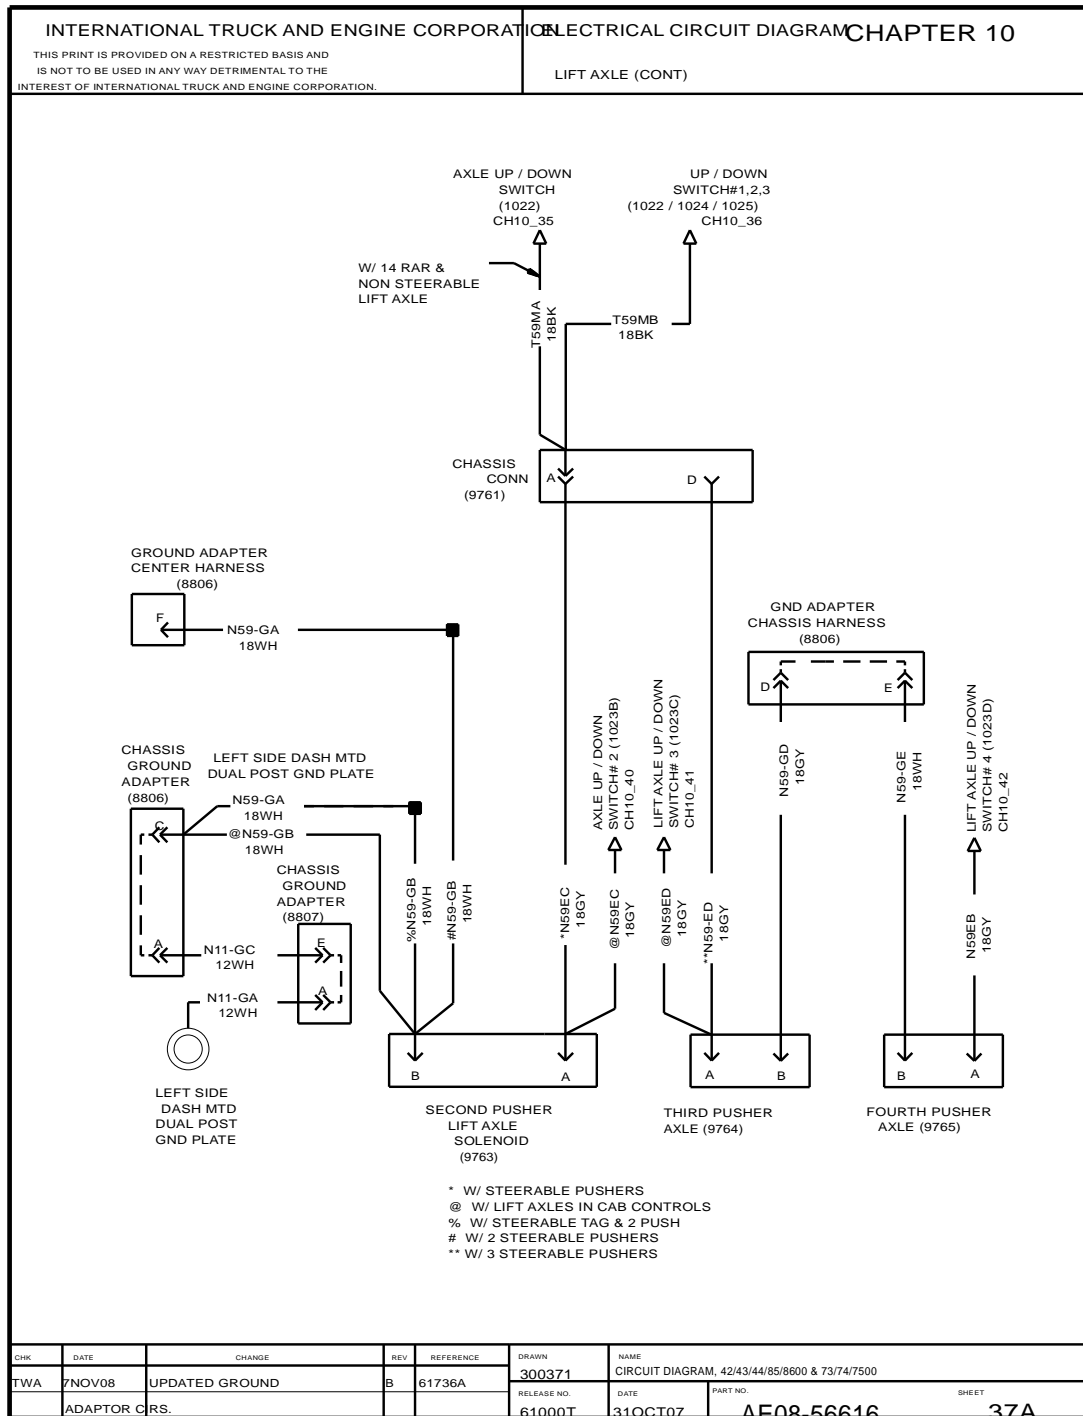 INTERNATIONAL TRUCK AND ENGINE CORPORATION
THIS PRINT IS PROVIDED ON A RESTRICTED BASIS AND
IS NOT TO BE USED IN ANY WAY DETRIMENTAL TO THE
INTEREST OF INTERNATIONAL TRUCK AND ENGINE CORPORATION.
ELECTRICAL CIRCUIT DIAGRAM
CHAPTER 10
LIFT AXLE (CONT)
AXLE UP / DOWN
SWITCH
(1022)
CH10_35
UP / DOWN
SWITCH#1,2,3
(1022 / 1024 / 1025)
CH10_36
W/ 14 RAR &
NON STEERABLE
LIFT AXLE
T59MA
18BK
T59MB
18BK
CHASSIS
CONN
(9761)
A
D
GROUND ADAPTER
CENTER HARNESS
(8806)
F
N59-GA
18WH
GND ADAPTER
CHASSIS HARNESS
(8806)
D
E
CHASSIS
GROUND
ADAPTER
(8806)
LEFT SIDE DASH MTD
DUAL POST GND PLATE
C
N59-GA
18WH
@N59-GB
18WH
CHASSIS
GROUND
ADAPTER
(8807)
A
N11-GC
12WH
E
A
N11-GA
12WH
LEFT SIDE
DASH MTD
DUAL POST
GND PLATE
%N59-GB
18WH
#N59-GB
18WH
*N59EC
18GY
AXLE UP / DOWN
SWITCH# 2 (1023B)
CH10_40
@N59EC
18GY
LIFT AXLE UP / DOWN
SWITCH# 3 (1023C)
CH10_41
@N59ED
18GY
**N59-ED
18GY
N59-GD
18GY
N59-GE
18WH
LIFT AXLE UP / DOWN
SWITCH# 4 (1023D)
CH10_42
N59EB
18GY
B
A
SECOND PUSHER
LIFT AXLE
SOLENOID
(9763)
A
B
THIRD PUSHER
AXLE (9764)
B
A
FOURTH PUSHER
AXLE (9765)
* W/ STEERABLE PUSHERS
@ W/ LIFT AXLES IN CAB CONTROLS
% W/ STEERABLE TAG & 2 PUSH
# W/ 2 STEERABLE PUSHERS
** W/ 3 STEERABLE PUSHERS
CHK DATE CHANGE REV REFERENCE
TWA 7NOV08 UPDATED GROUND B 61736A
ADAPTOR CIRS.
DRAWN
300371
NAME
CIRCUIT DIAGRAM, 42/43/44/85/8600 & 73/74/7500
RELEASE NO.
61000T
DATE
31OCT07
PART NO.
AE08-56616
SHEET
37A